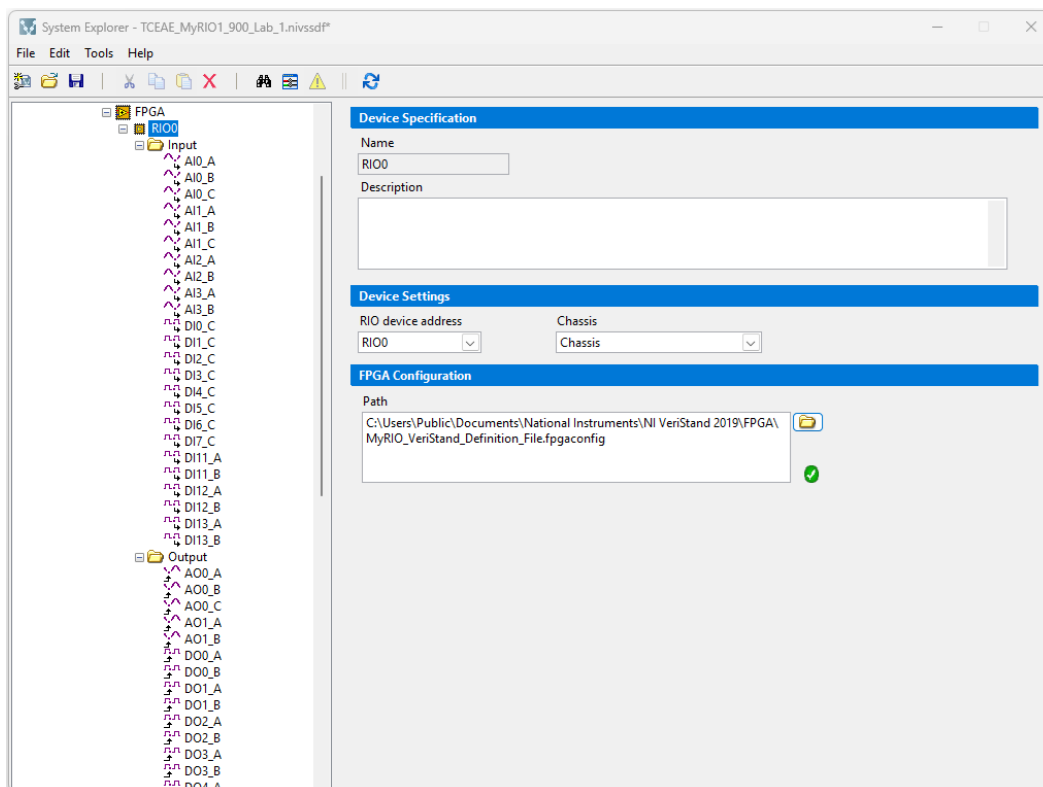 System Explorer - TCEAE_MyRIO1_900_Lab_1.nivssdf*
File Edit Tools Help
FPGA
RIO0
Input
AI0_A
AI0_B
AI0_C
AI1_A
AI1_B
AI1_C
AI2_A
AI2_B
AI3_A
AI3_B
DI0_C
DI1_C
DI2_C
DI3_C
DI4_C
DI5_C
DI6_C
DI7_C
DI11_A
DI11_B
DI12_A
DI12_B
DI13_A
DI13_B
Output
AO0_A
AO0_B
AO0_C
AO1_A
AO1_B
DO0_A
DO0_B
DO1_A
DO1_B
DO2_A
DO2_B
DO3_A
DO3_B
DO4_A
Device Specification
Name
RIO0
Description
Device Settings
RIO device address Chassis
RIO0 Chassis
FPGA Configuration
Path
C:\Users\Public\Documents\National Instruments\NI VeriStand 2019\FPGA\
MyRIO_VeriStand_Definition_File.fpgaconfig